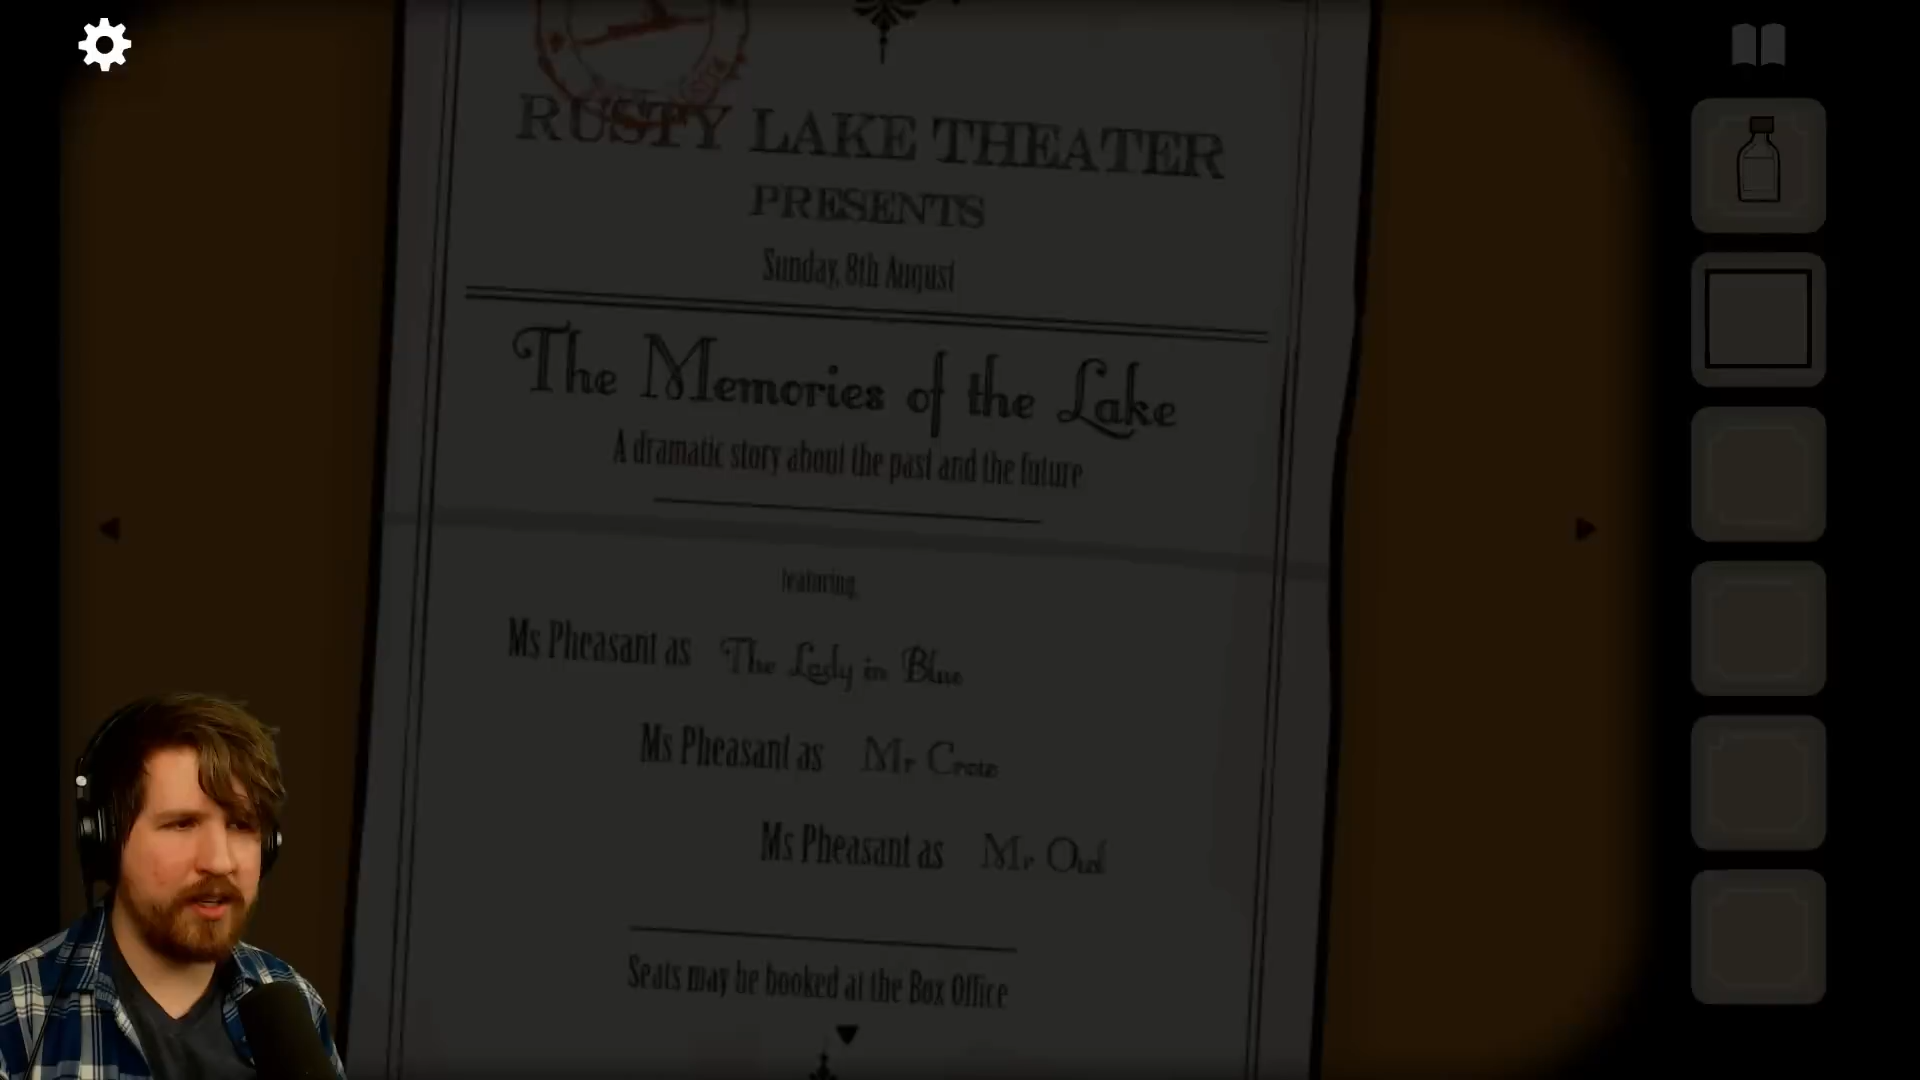 RUSTY LAKE THEATER
PRESENTS
Sunday, 8th August
The Memories of the Lake
A dramatic story about the past and the future
featuring,
Ms Pheasant as The Lady in Blue
Ms Pheasant as Mr Crow
Ms Pheasant as Mr Owl
Seats may be booked at the Box Office